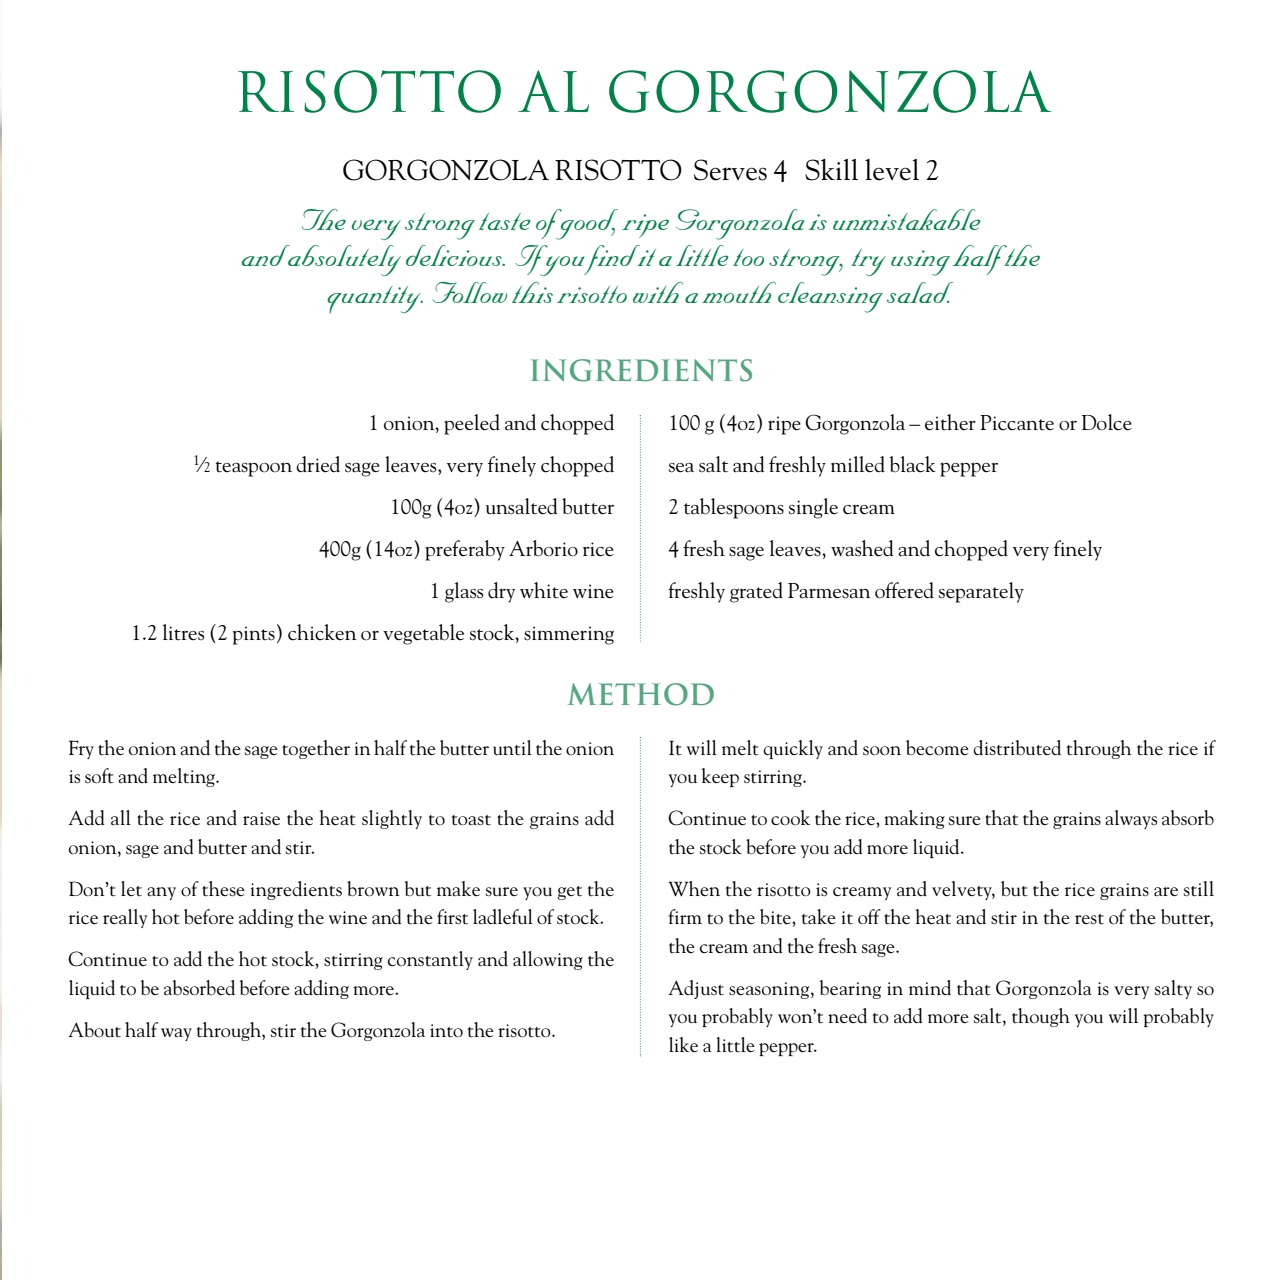 RISOTTO AL GORGONZOLA
GORGONZOLA RISOTTO Serves 4 Skill level 2
The very strong taste of good, ripe Gorgonzola is unmistakable
and absolutely delicious. If you find it a little too strong, try using half the
quantity. Follow this risotto with a mouth cleansing salad.
INGREDIENTS
1 onion, peeled and chopped
½ teaspoon dried sage leaves, very finely chopped
100g (4oz) unsalted butter
400g (14oz) preferaby Arborio rice
1 glass dry white wine
1.2 litres (2 pints) chicken or vegetable stock, simmering
100 g (4oz) ripe Gorgonzola – either Piccante or Dolce
sea salt and freshly milled black pepper
2 tablespoons single cream
4 fresh sage leaves, washed and chopped very finely
freshly grated Parmesan offered separately
METHOD
Fry the onion and the sage together in half the butter until the onion
is soft and melting.
Add all the rice and raise the heat slightly to toast the grains add
onion, sage and butter and stir.
Don't let any of these ingredients brown but make sure you get the
rice really hot before adding the wine and the first ladleful of stock.
Continue to add the hot stock, stirring constantly and allowing the
liquid to be absorbed before adding more.
About half way through, stir the Gorgonzola into the risotto.
It will melt quickly and soon become distributed through the rice if
you keep stirring.
Continue to cook the rice, making sure that the grains always absorb
the stock before you add more liquid.
When the risotto is creamy and velvety, but the rice grains are still
firm to the bite, take it off the heat and stir in the rest of the butter,
the cream and the fresh sage.
Adjust seasoning, bearing in mind that Gorgonzola is very salty so
you probably won't need to add more salt, though you will probably
like a little pepper.